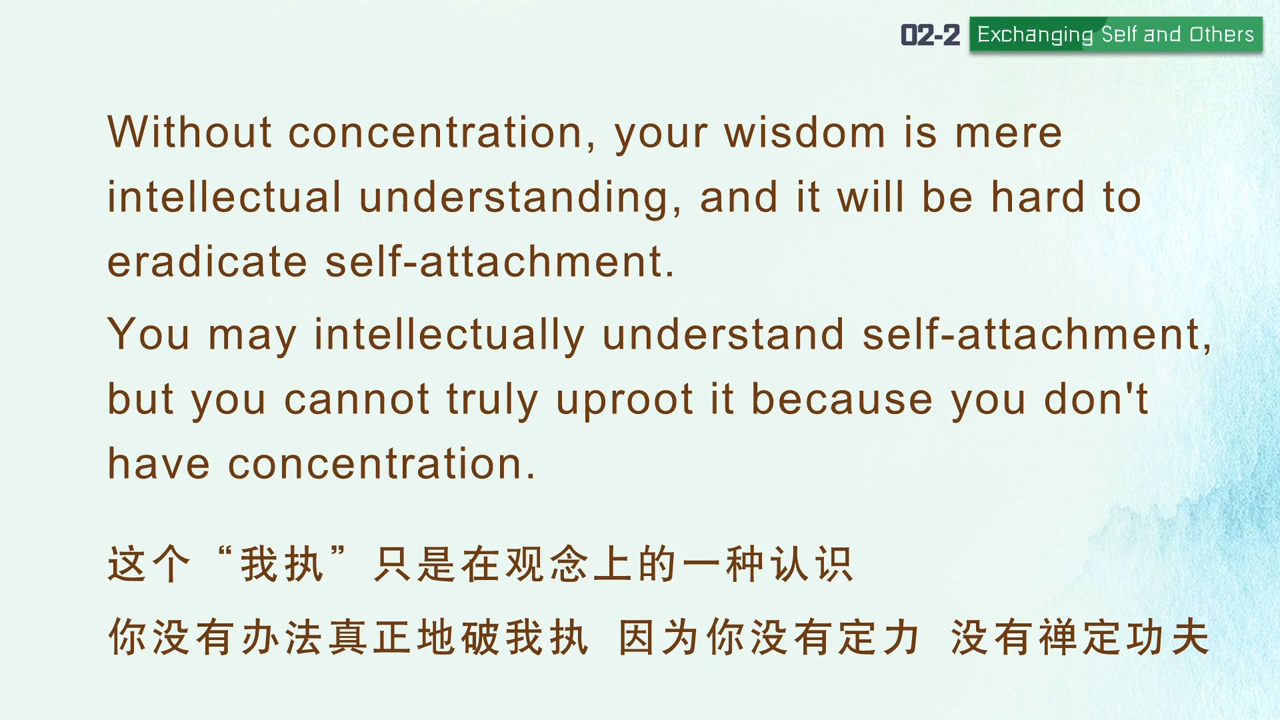 02-2 Exchanging Self and Others
Without concentration, your wisdom is mere
intellectual understanding, and it will be hard to
eradicate self-attachment.
You may intellectually understand self-attachment,
but you cannot truly uproot it because you don't
have concentration.
这个“我执”只是在观念上的一种认识
你没有办法真正地破我执 因为你没有定力 没有禅定功夫